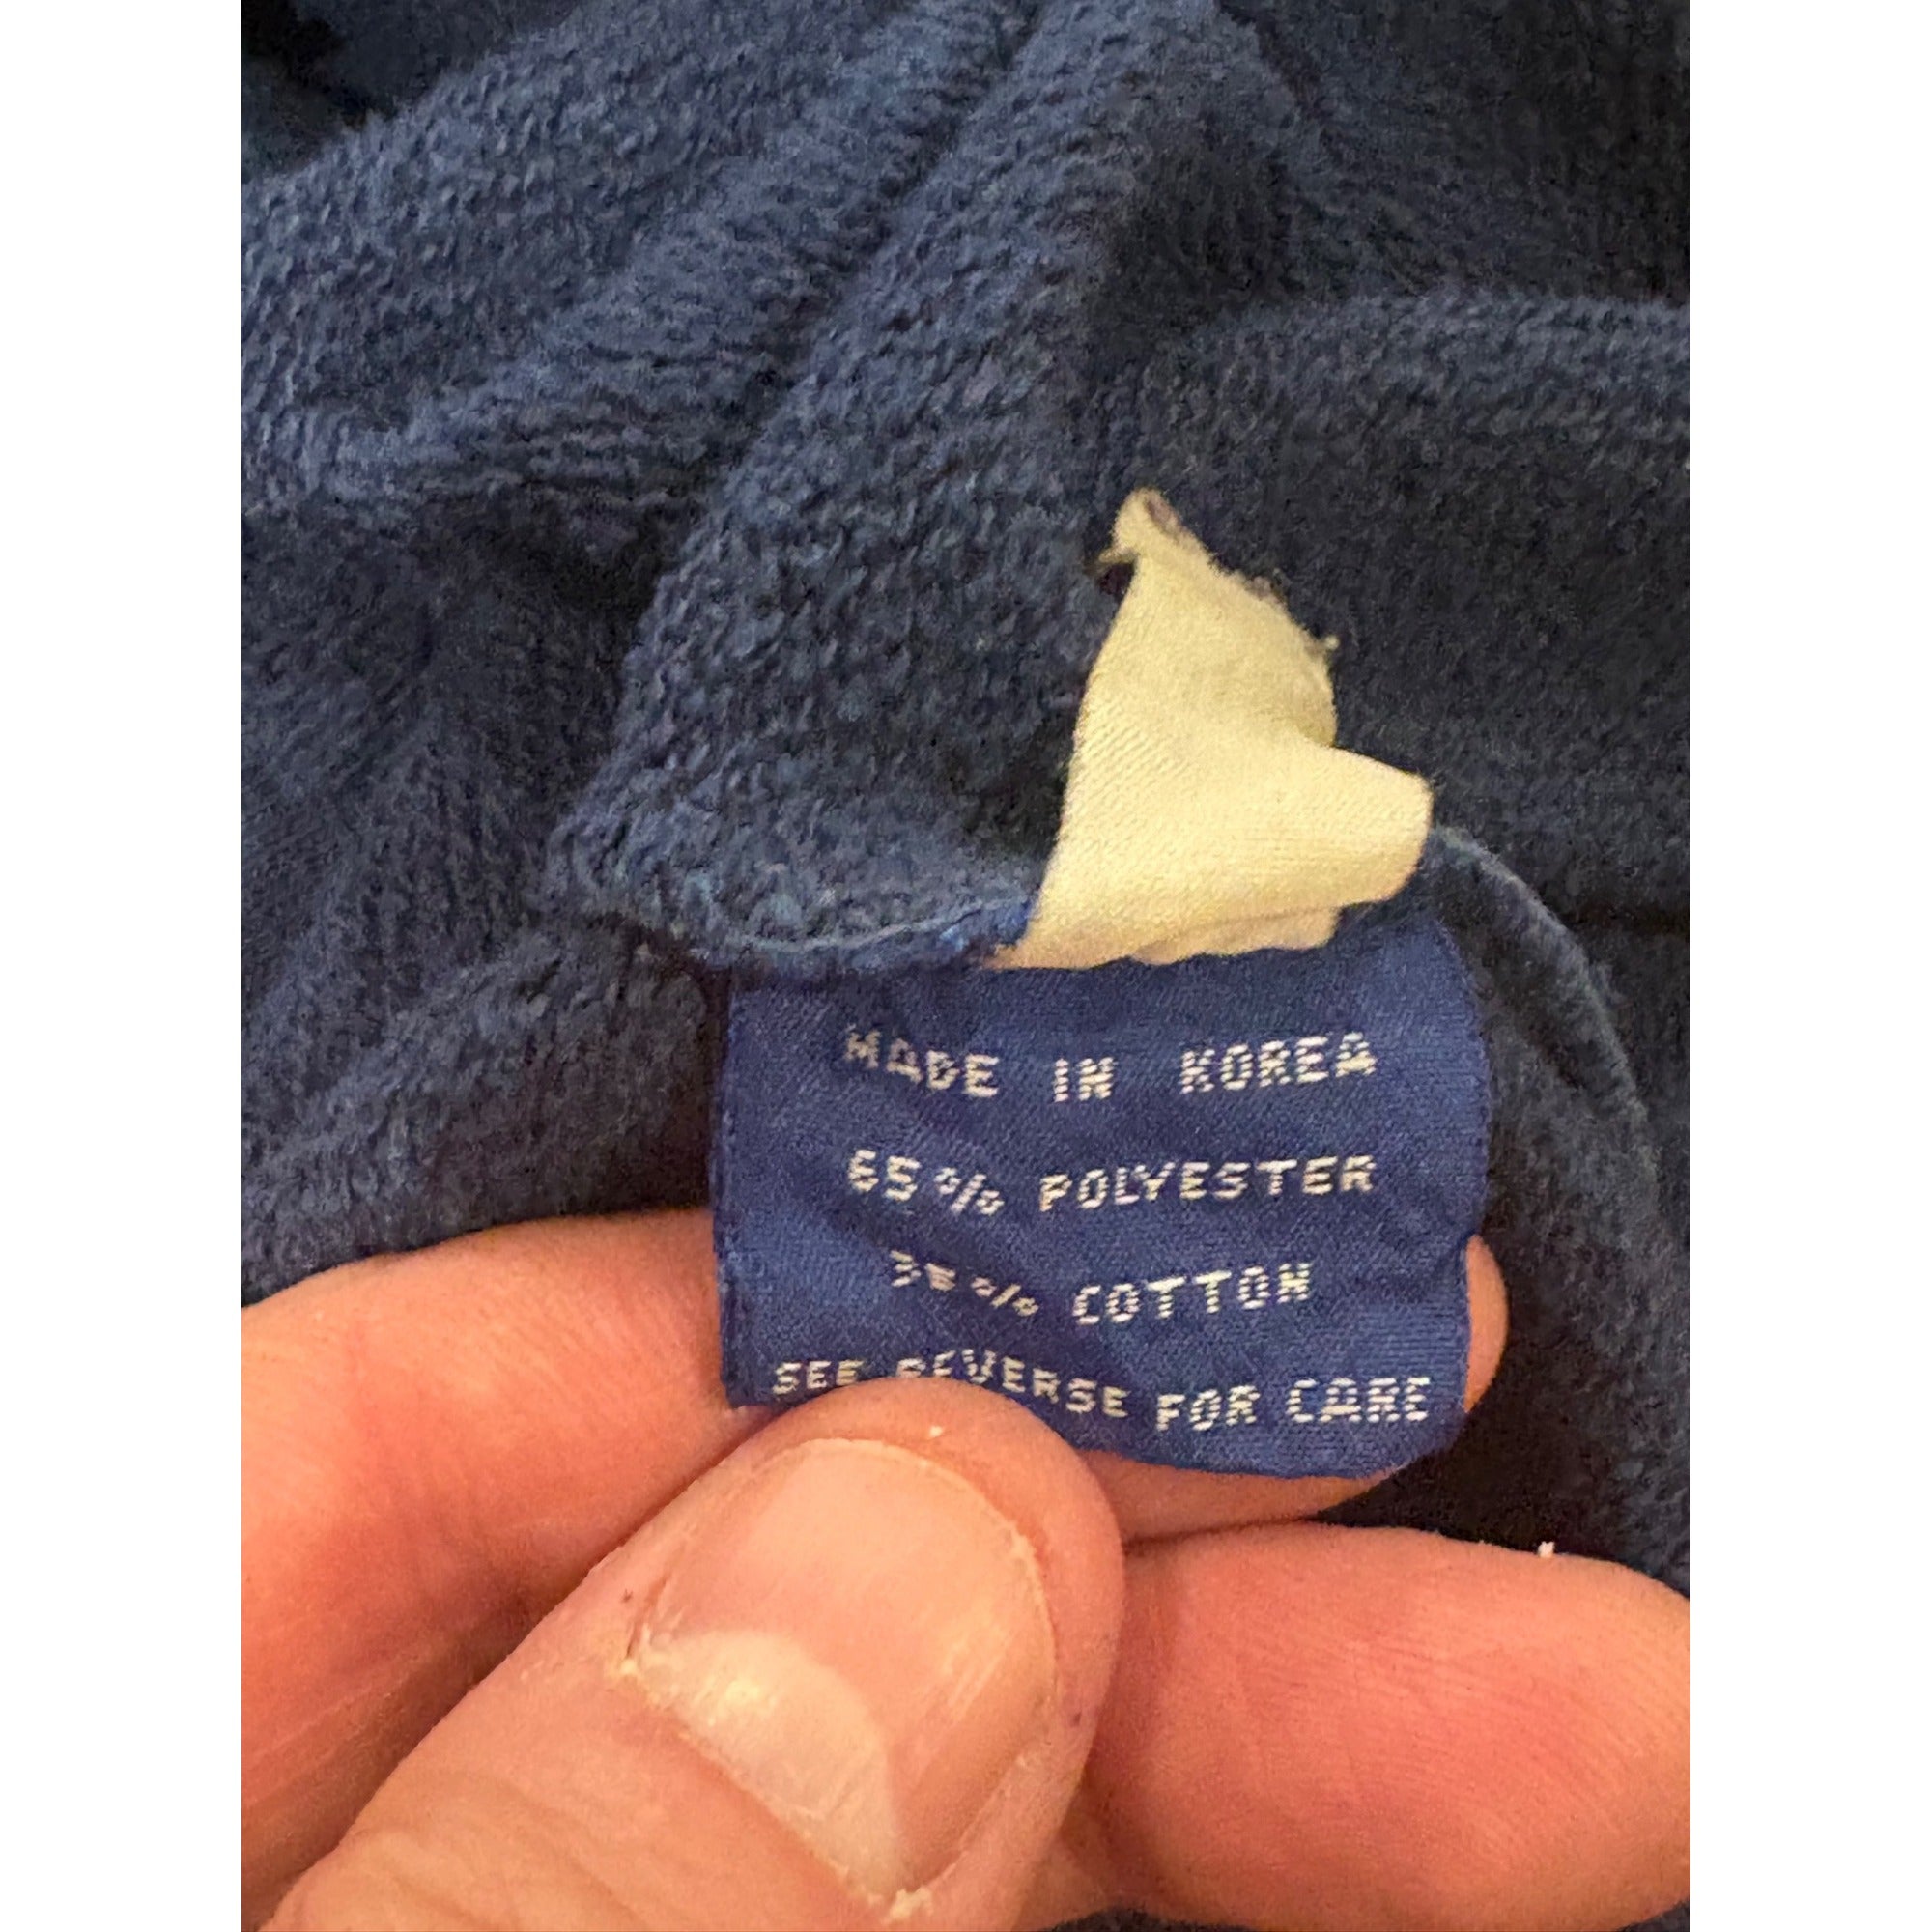 MADE IN KOREA
65% POLYESTER
35% COTTON
SEE REVERSE FOR CARE